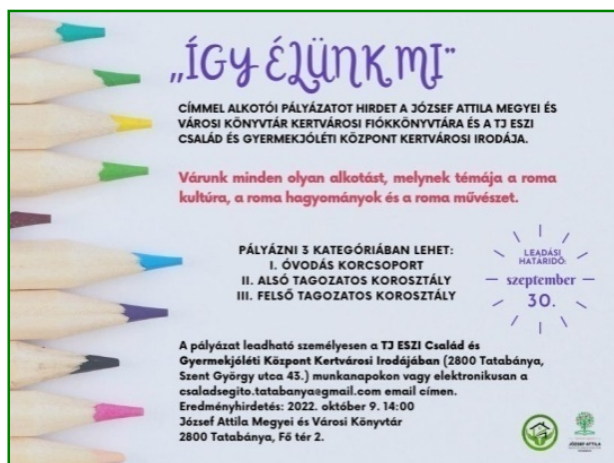 „ÍGY ÉLÜNK MI"
CÍMMEL ALKOTÓI PÁLYÁZATOT HIRDET A JÓZSEF ATTILA MEGYEI ÉS
VÁROSI KÖNYVTÁR KERTVÁROSI FIÓKKÖNYVTÁRA ÉS A TJ ESZI
CSALÁD ÉS GYERMEKJÓLÉTI KÖZPONT KERTVÁROSI IRODÁJA.
Várunk minden olyan alkotást, melynek témája a roma
kultúra, a roma hagyományok és a roma művészet.
PÁLYÁZNI 3 KATEGÓRIÁBAN LEHET:
I. ÓVODÁS KORCSOPORT
II. ALSÓ TAGOZATOS KOROSZTÁLY
III. FELSŐ TAGOZATOS KOROSZTÁLY
LEADÁSI
HATÁRIDŐ:
szeptember
30.
A pályázat leadható személyesen a TJ ESZI Család és
Gyermekjóléti Központ Kertvárosi Irodájában (2800 Tatabánya,
Szent György utca 43.) munkanapokon vagy elektronikusan a
csaladsegito.tatabanya@gmail.com email címen.
Eredményhirdetés: 2022. október 9. 14:00
József Attila Megyei és Városi Könyvtár
2800 Tatabánya, Fő tér 2.
JÓZSEF ATTILA